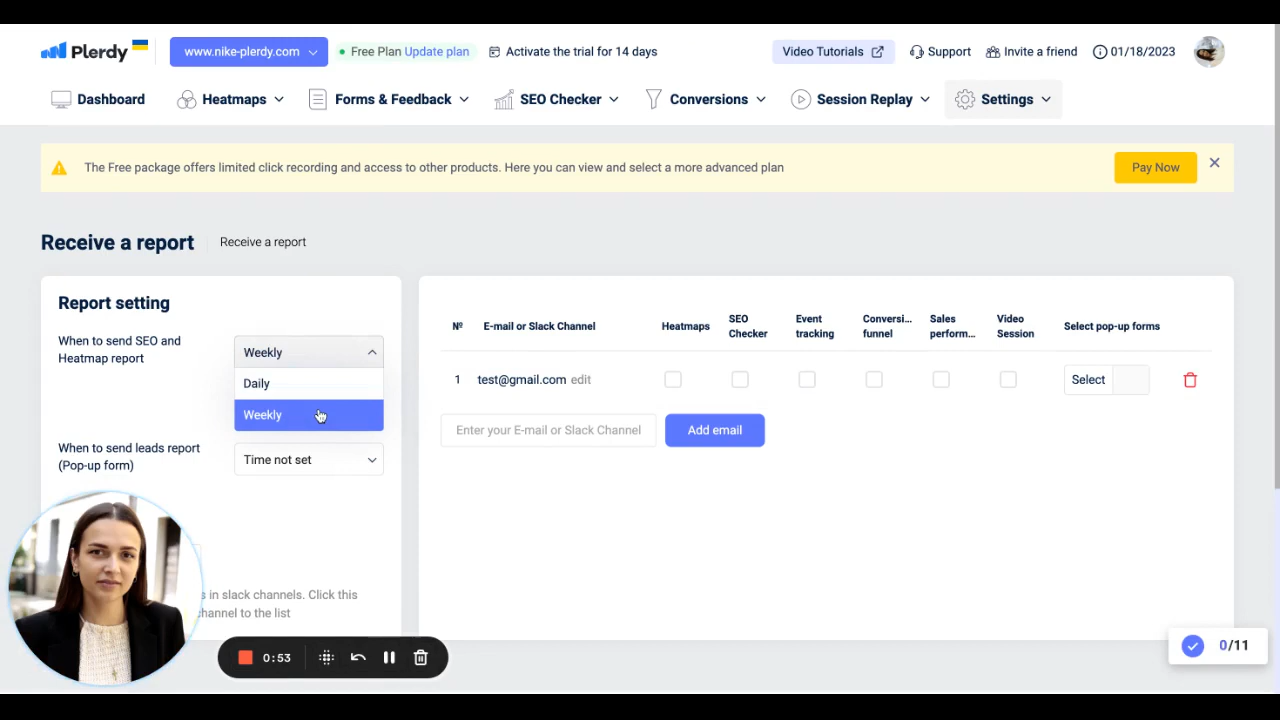 Plerdy
www.nike-plerdy.com
Free Plan Update plan
Activate the trial for 14 days
Video Tutorials
Support
Invite a friend
01/18/2023
Dashboard
Heatmaps
Forms & Feedback
SEO Checker
Conversions
Session Replay
Settings
The Free package offers limited click recording and access to other products. Here you can view and select a more advanced plan
Pay Now
Receive a report
Receive a report
Report setting
When to send SEO and
Heatmap report
Weekly
Daily
Weekly
When to send leads report
(Pop-up form)
Time not set
in slack channels. Click this
channel to the list
0:53
Nº
E-mail or Slack Channel
Heatmaps
SEO
Checker
Event
tracking
Conversi...
funnel
Sales
perform...
Video
Session
Select pop-up forms
1
test@gmail.com edit
Select
Enter your E-mail or Slack Channel
Add email
0/11